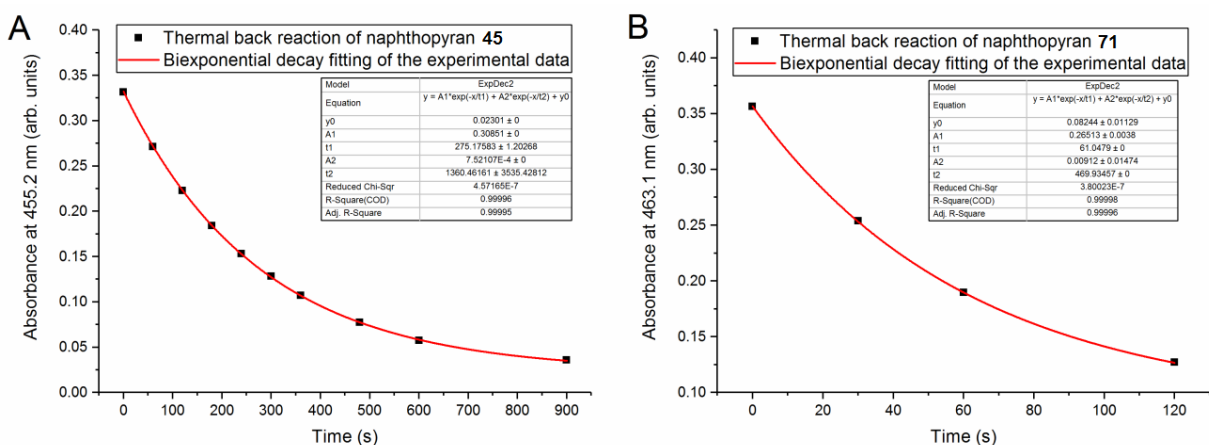 A
Thermal back reaction of naphthopyran 45
Biexponential decay fitting of the experimental data
Model ExpDec2
Equation y = A1*exp(-x/t1) + A2*exp(-x/t2) + y0
y0 0.02301 ± 0
A1 0.30851 ± 0
t1 275.17583 ± 1.20268
A2 7.52107E-4 ± 0
t2 1360.46161 ± 3535.42812
Reduced Chi-Sqr 4.57165E-7
R-Square(COD) 0.99996
Adj. R-Square 0.99995
Absorbance at 455.2 nm (arb. units)
0.40
0.35
0.30
0.25
0.20
0.15
0.10
0.05
0.00
0 100 200 300 400 500 600 700 800 900
Time (s)
B
Thermal back reaction of naphthopyran 71
Biexponential decay fitting of the experimental data
Model ExpDec2
Equation y = A1*exp(-x/t1) + A2*exp(-x/t2) + y0
y0 0.08244 ± 0.01129
A1 0.26513 ± 0.0038
t1 61.0479 ± 0
A2 0.00912 ± 0.01474
t2 469.93457 ± 0
Reduced Chi-Sqr 3.80023E-7
R-Square(COD) 0.99998
Adj. R-Square 0.99996
Absorbance at 463.1 nm (arb. units)
0.40
0.35
0.30
0.25
0.20
0.15
0.10
0 20 40 60 80 100 120
Time (s)